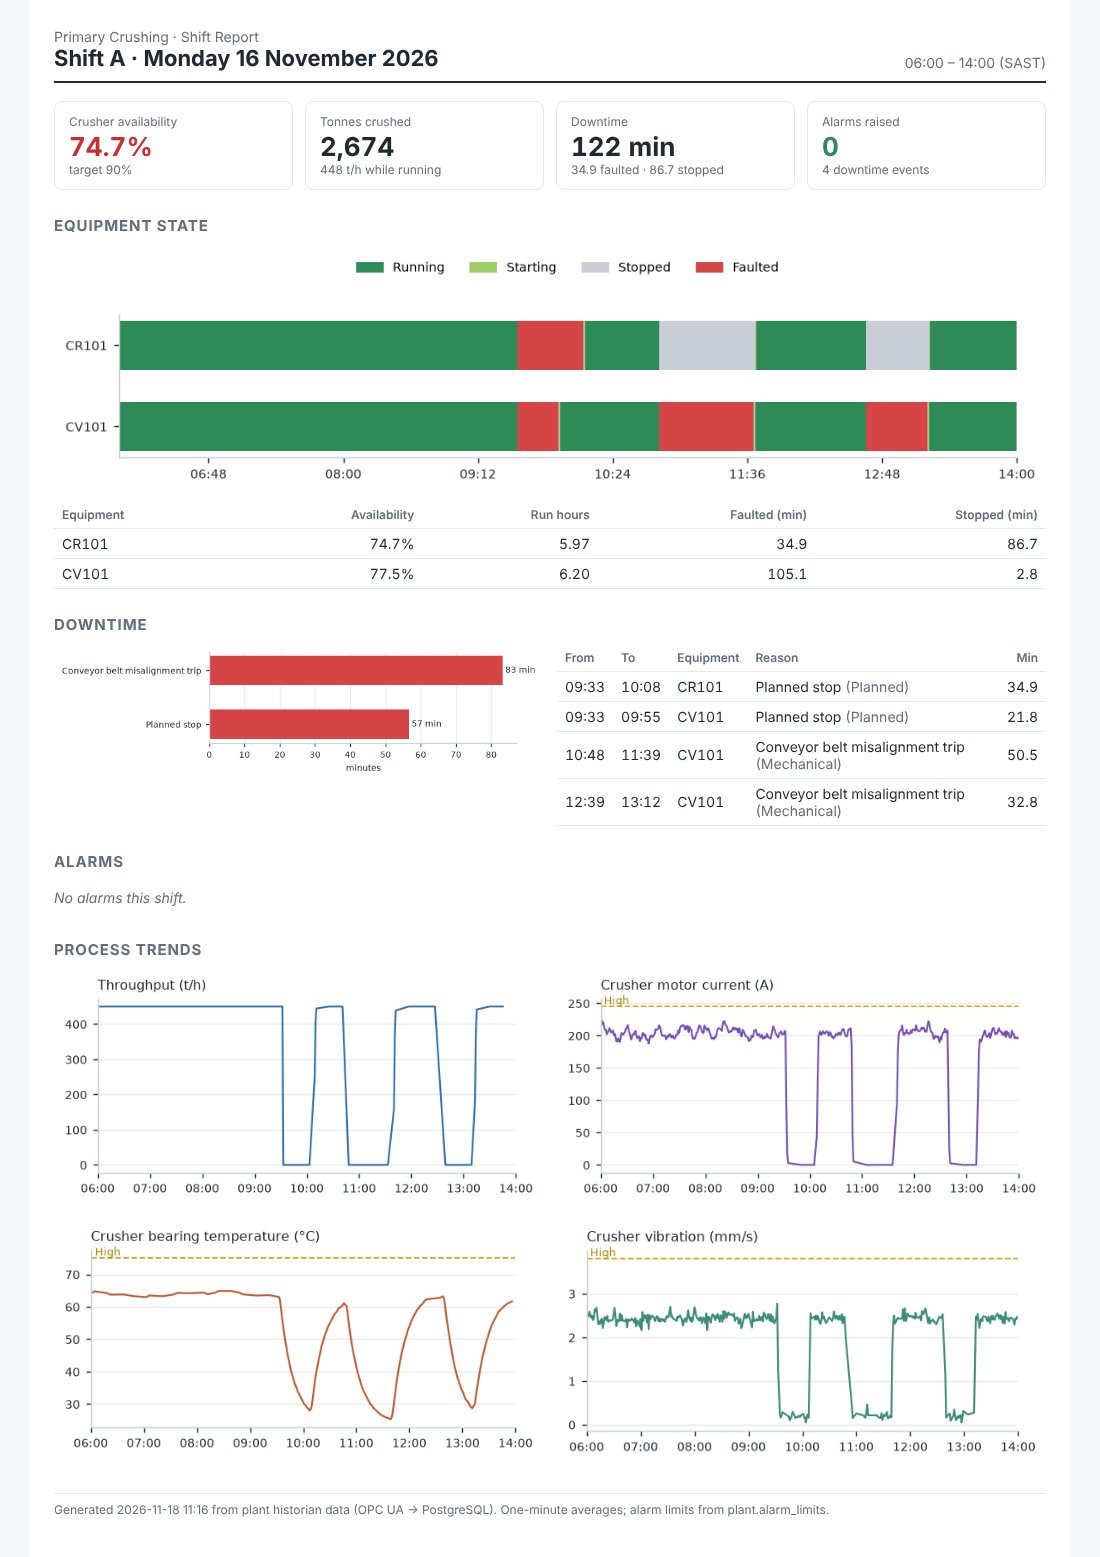 Primary Crushing · Shift Report
Shift A · Monday 16 November 2026
06:00 – 14:00 (SAST)
Crusher availability
74.7%
target 90%
Tonnes crushed
2,674
448 t/h while running
Downtime
122 min
34.9 faulted · 86.7 stopped
Alarms raised
0
4 downtime events
EQUIPMENT STATE
Running Starting Stopped Faulted
CR101
CV101
06:48 08:00 09:12 10:24 11:36 12:48 14:00
Equipment Availability Run hours Faulted (min) Stopped (min)
CR101 74.7% 5.97 34.9 86.7
CV101 77.5% 6.20 105.1 2.8
DOWNTIME
Conveyor belt misalignment trip 83 min
Planned stop 57 min
0 10 20 30 40 50 60 70 80
minutes
From To Equipment Reason Min
09:33 10:08 CR101 Planned stop (Planned) 34.9
09:33 09:55 CV101 Planned stop (Planned) 21.8
10:48 11:39 CV101 Conveyor belt misalignment trip (Mechanical) 50.5
12:39 13:12 CV101 Conveyor belt misalignment trip (Mechanical) 32.8
ALARMS
No alarms this shift.
PROCESS TRENDS
Throughput (t/h)
400
300
200
100
0
06:00 07:00 08:00 09:00 10:00 11:00 12:00 13:00 14:00
Crusher motor current (A)
High
250
200
150
100
50
0
06:00 07:00 08:00 09:00 10:00 11:00 12:00 13:00 14:00
Crusher bearing temperature (°C)
High
70
60
50
40
30
06:00 07:00 08:00 09:00 10:00 11:00 12:00 13:00 14:00
Crusher vibration (mm/s)
High
3
2
1
0
06:00 07:00 08:00 09:00 10:00 11:00 12:00 13:00 14:00
Generated 2026-11-18 11:16 from plant historian data (OPC UA → PostgreSQL). One-minute averages; alarm limits from plant.alarm_limits.